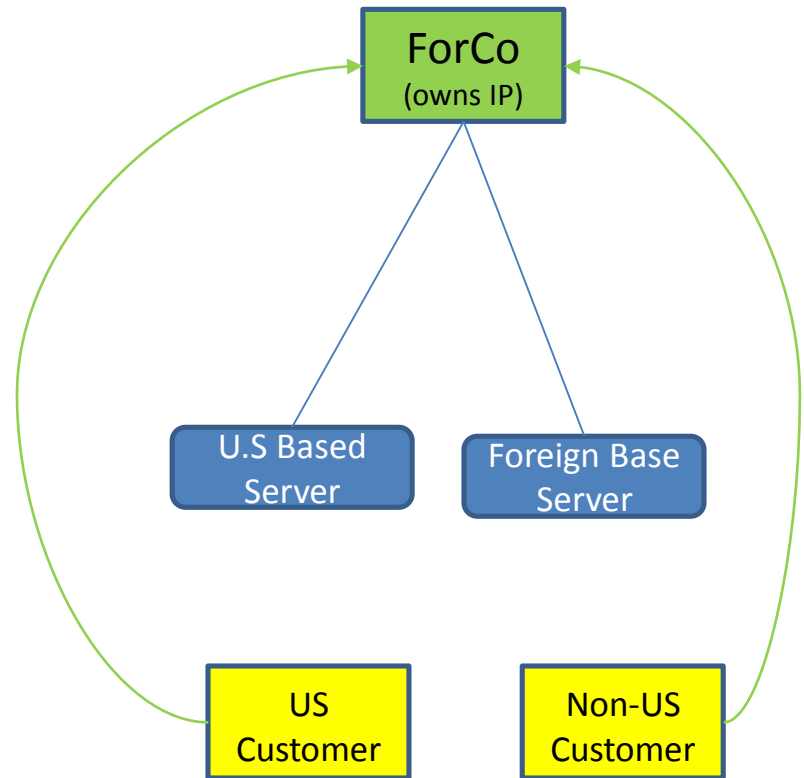 ForCo
(owns IP)
U.S Based
Server
Foreign Base
Server
US
Customer
Non-US
Customer